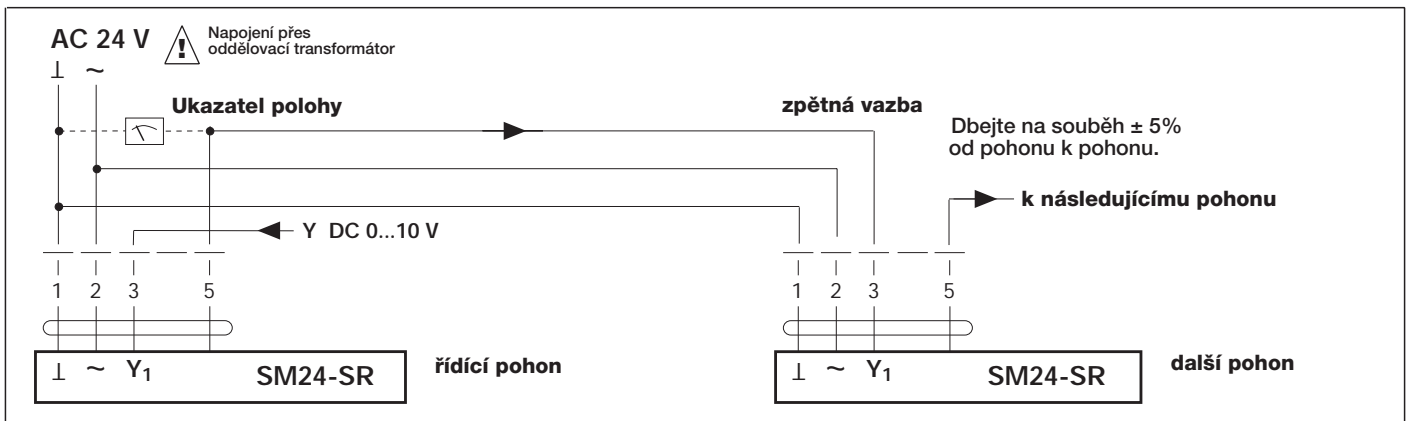 AC 24 V
Napojení přes
oddělovací transformátor
⊥ ~
Ukazatel polohy
zpětná vazba
Dbejte na souběh ± 5%
od pohonu k pohonu.
k následujícímu pohonu
Y DC 0...10 V
1 2 3 5
1 2 3 5
⊥ ~ Y₁ SM24-SR
řídící pohon
⊥ ~ Y₁ SM24-SR
další pohon